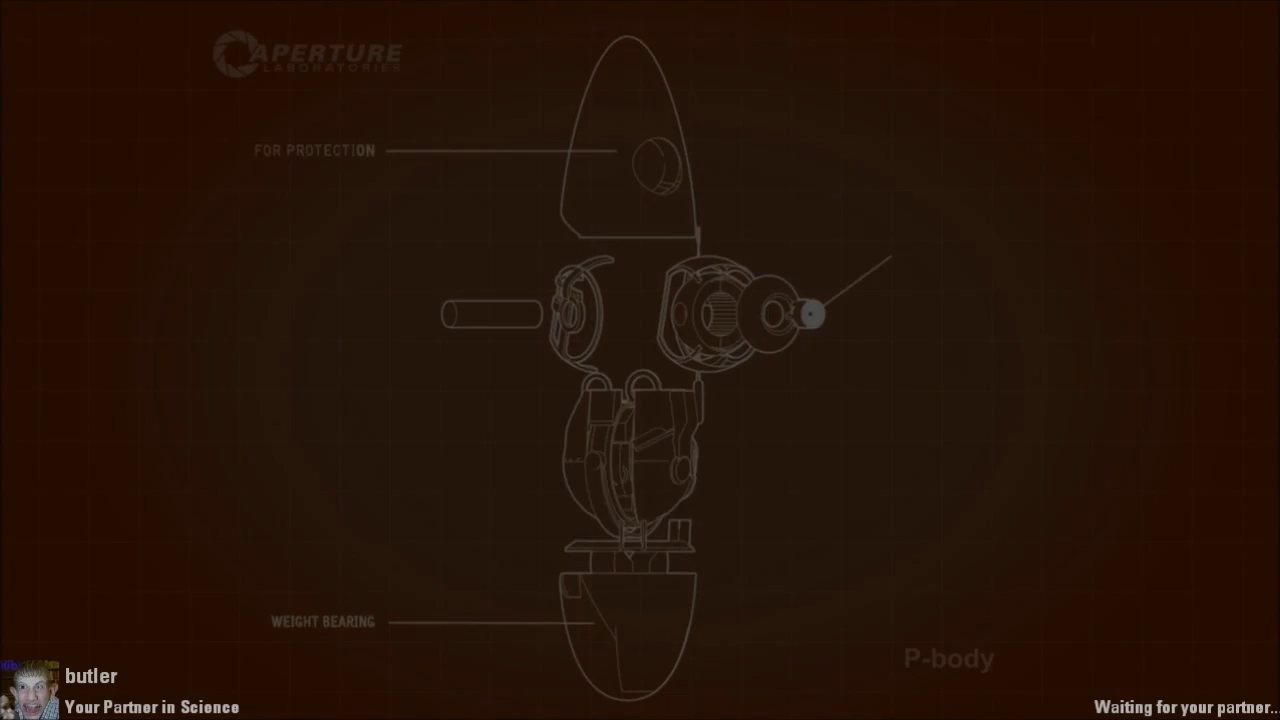 APERTURE
LABORATORIES
FOR PROTECTION
WEIGHT BEARING
P-body
butler
Your Partner in Science
Waiting for your partner...